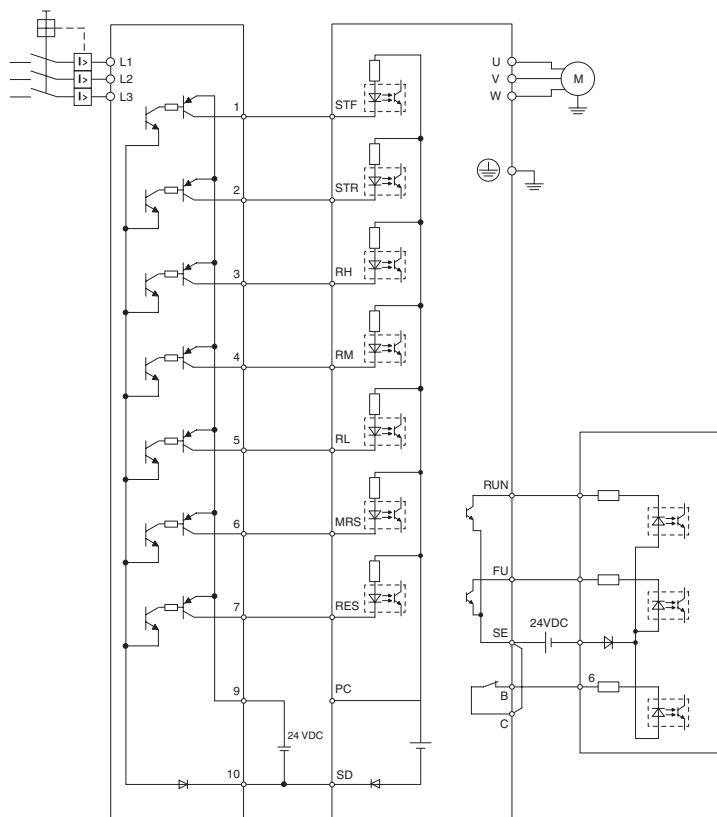 L1
L2
L3
I>
I>
I>
U
V
W
M
1
STF
2
STR
3
RH
4
RM
5
RL
6
MRS
7
RES
9
PC
24 VDC
10
SD
RUN
FU
SE
24VDC
6
B
C